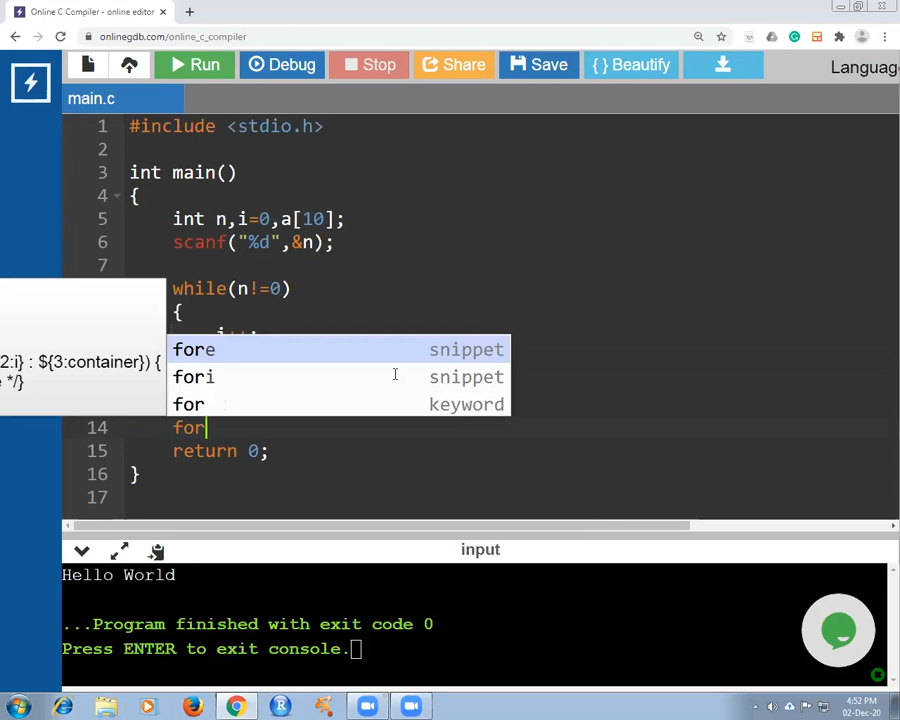 Online C Compiler - online editor
onlinegdb.com/online_c_compiler
Run Debug Stop Share Save { } Beautify Languag
main.c
1 #include <stdio.h>
2
3 int main()
4 {
5 int n,i=0,a[10];
6 scanf("%d",&n);
7
while(n!=0)
{
i++;
fore snippet
2:i} : ${3:container}) {
fori snippet
e */}
for keyword
14 for
15 return 0;
16 }
17
input
Hello World
...Program finished with exit code 0
Press ENTER to exit console.
4:52 PM
02-Dec-20